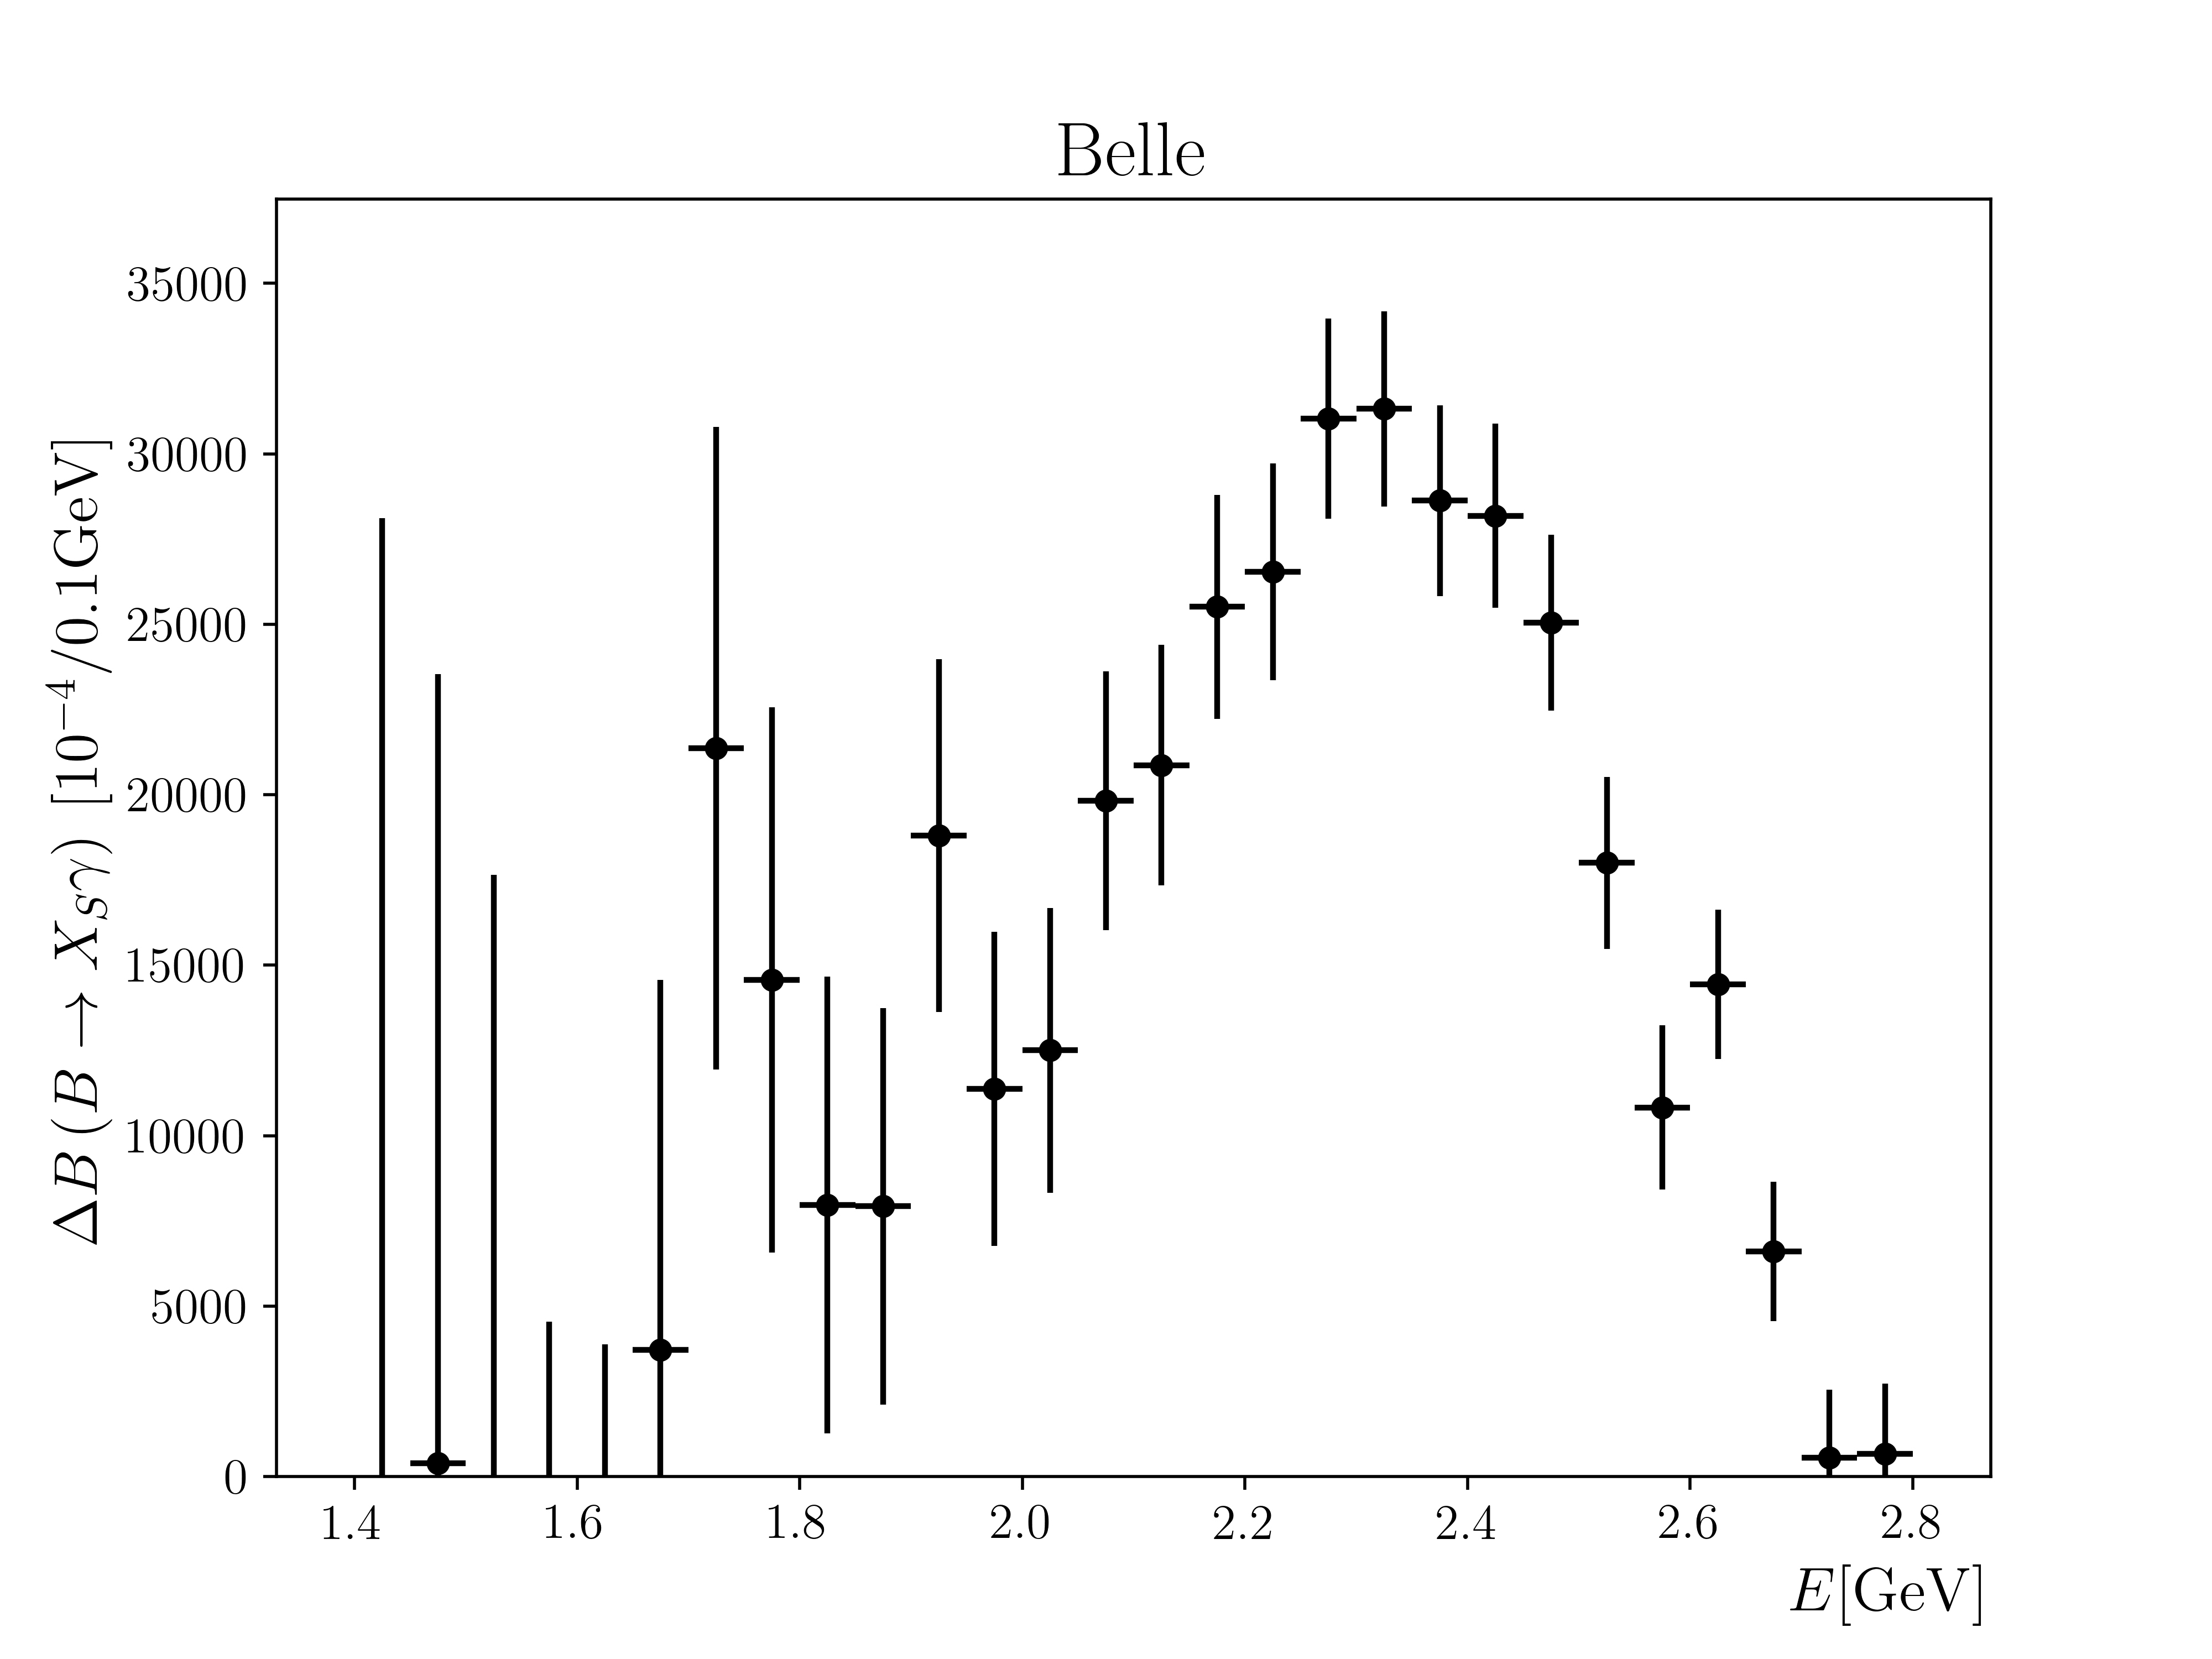 Belle
ΔB (B → X_S γ) [10⁻⁴/0.1GeV]
35000
30000
25000
20000
15000
10000
5000
0
1.4 1.6 1.8 2.0 2.2 2.4 2.6 2.8
E[GeV]